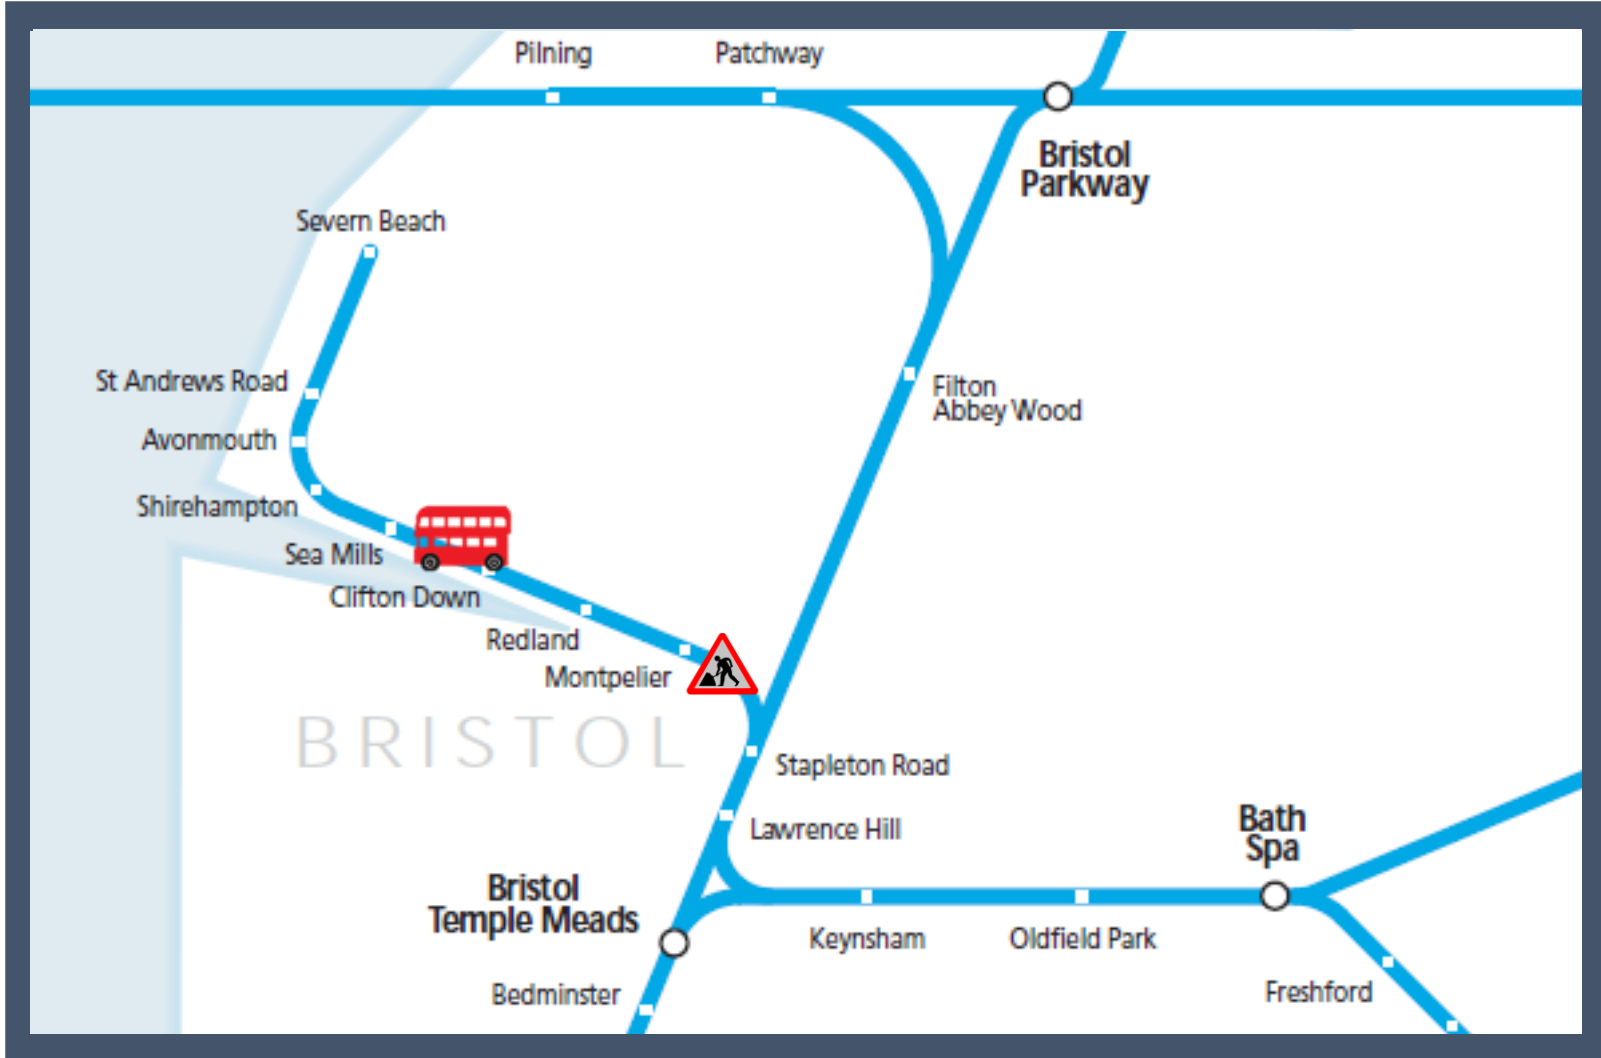 Pilning
Patchway
Bristol
Parkway
Severn Beach
St Andrews Road
Filton
Abbey Wood
Avonmouth
Shirehampton
Sea Mills
Clifton Down
Redland
Montpelier
BRISTOL
Stapleton Road
Lawrence Hill
Bath
Spa
Bristol
Temple Meads
Keynsham
Oldfield Park
Bedminster
Freshford